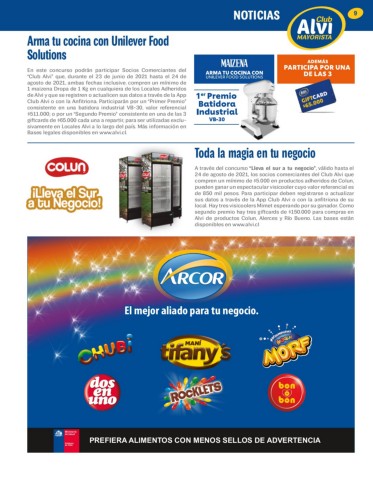 NOTICIAS
Club
Alvi
MAYORISTA
9
Arma tu cocina con Unilever Food
Solutions
En este concurso podrán participar Socios Comerciantes del
"Club Alvi" que, durante el 23 de junio de 2021 hasta el 24
de agosto de 2021, ambas fechas inclusive, compren un mínimo de
1 maizena Dropa de 1 Kg en cualquiera de los Locales Adheridos
de Alvi y que se registren o actualicen sus datos a través de la App
Club Alvi o con la Anfitriona. Participarán por un "Primer Premio"
consistente en una batidora industrial VB-30, valor referencial
$511.000, o por un "Segundo Premio" consistente en una de las 3
giftcards de $65.000 cada una a repartir, para ser utilizadas exclu-
sivamente en Locales Alvi a lo largo del país. Más información en
Bases legales disponibles en www.alvi.cl
MAIZENA
ARMA TU COCINA CON
UNILEVER FOOD SOLUTIONS
1er Premio
Batidora
Industrial
VB-30
ADEMÁS
PARTICIPA POR UNA
DE LAS 3
GIFTCARD
$65.000
COLUN
¡Lleva el Sur
a tu Negocio!
Toda la magia en tu negocio
A través del concurso "Lleva el sur a tu negocio", válido hasta el
24 de agosto de 2021, los socios comerciantes del Club Alvi que
compren un mínimo de $5.000 en productos adheridos de Colun,
pueden ganar un espectacular visicooler cuyo valor referencial es
de 850 mil pesos. Para participar deben registrarse o actualizar
sus datos a través de la App Club Alvi o con la anfitriona de su
local. Hay tres visicoolers Mimet esperando por su ganador. Como
segundo premio hay tres giftcards de $150.000 para compras en
Alvi de productos Colun, Alerces y Río Bueno. Las bases están
disponibles en www.alvi.cl
ARCOR
El mejor aliado para tu negocio.
CHUBI
MANÍ
tifany's
MORF
dos
en
uno
ROCKLETS
bon
o
bon
PREFIERA ALIMENTOS CON MENOS SELLOS DE ADVERTENCIA